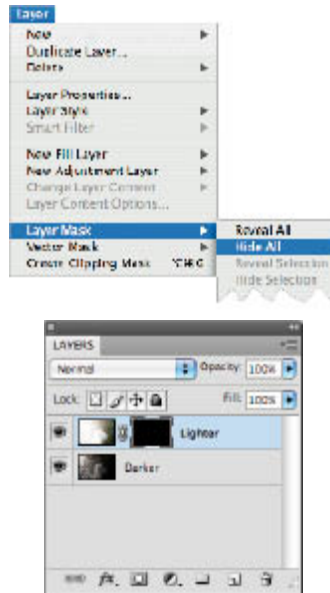 Layer
New
Duplicate Layer...
Delete
Layer Properties...
Layer Style
Smart Filter
New Fill Layer
New Adjustment Layer
Change Layer Content
Layer Content Options...
Layer Mask
Vector Mask
Create Clipping Mask ⌥⌘G
Reveal All
Hide All
Reveal Selection
Hide Selection
LAYERS
Normal Opacity: 100%
Lock: Fill: 100%
Lighter
Darker
fx.